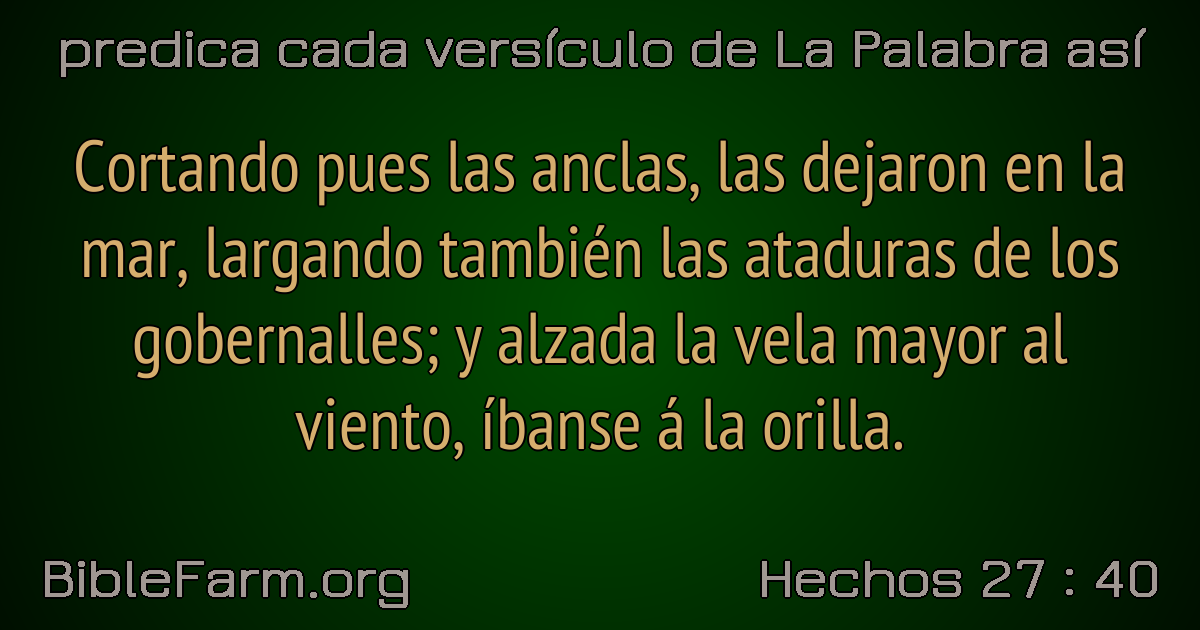 predica cada versículo de La Palabra así
Cortando pues las anclas, las dejaron en la
mar, largando también las ataduras de los
gobernalles; y alzada la vela mayor al
viento, íbanse á la orilla.
BibleFarm.org
Hechos 27 : 40